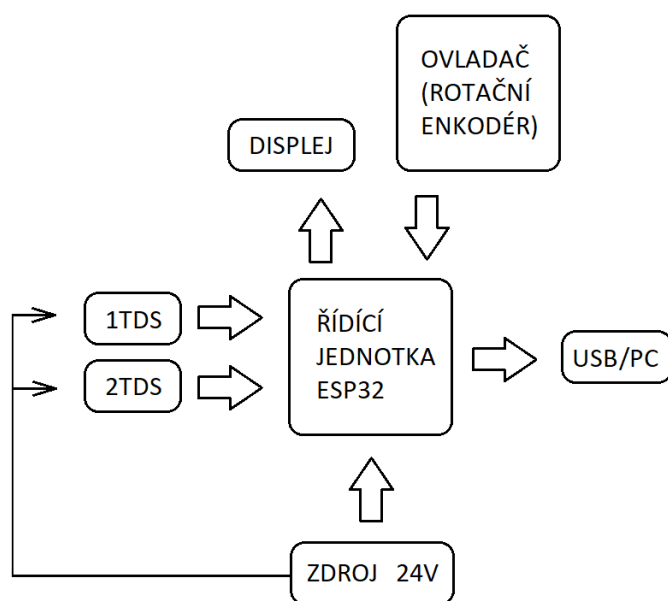 OVLADAČ
(ROTAČNÍ
ENKODÉR)
DISPLEJ
1TDS
2TDS
ŘÍDÍCÍ
JEDNOTKA
ESP32
USB/PC
ZDROJ 24V